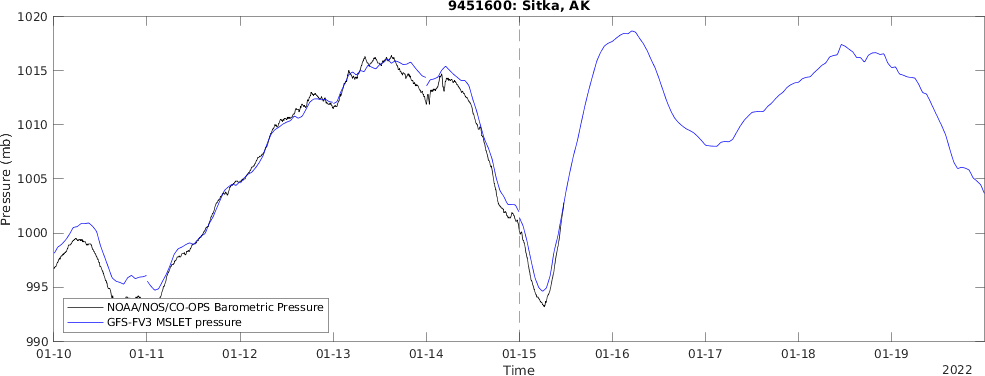 9451600: Sitka, AK
Pressure (mb)
1020
1015
1010
1005
1000
995
990
NOAA/NOS/CO-OPS Barometric Pressure
GFS-FV3 MSLET pressure
01-10 01-11 01-12 01-13 01-14 01-15 01-16 01-17 01-18 01-19
Time
2022